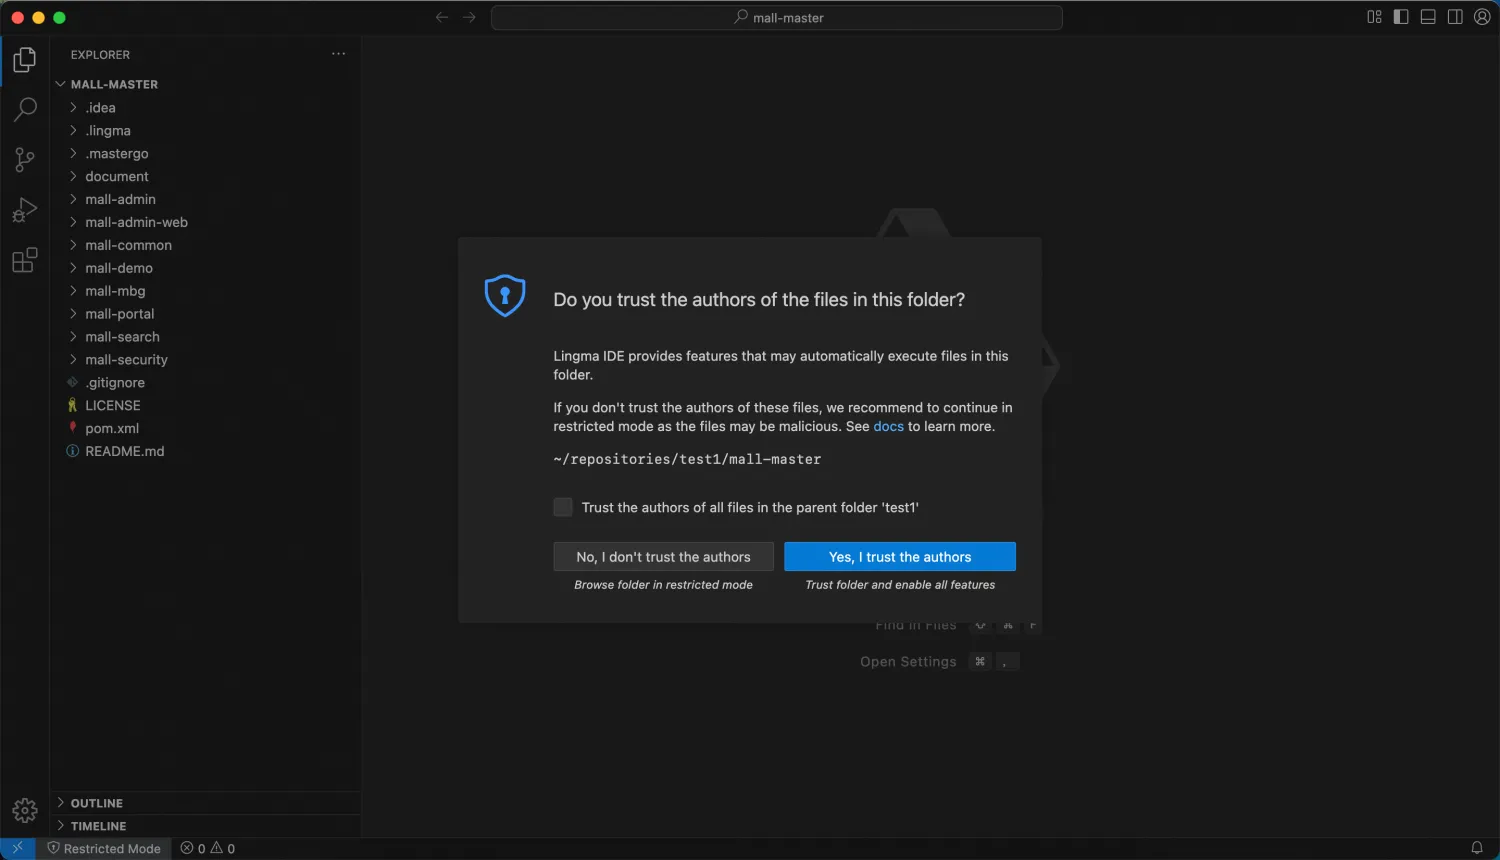 mall-master
EXPLORER
MALL-MASTER
.idea
.lingma
.mastergo
document
mall-admin
mall-admin-web
mall-common
mall-demo
mall-mbg
mall-portal
mall-search
mall-security
.gitignore
LICENSE
pom.xml
README.md
Do you trust the authors of the files in this folder?
Lingma IDE provides features that may automatically execute files in this
folder.
If you don't trust the authors of these files, we recommend to continue in
restricted mode as the files may be malicious. See docs to learn more.
~/repositories/test1/mall-master
Trust the authors of all files in the parent folder 'test1'
No, I don't trust the authors
Yes, I trust the authors
Browse folder in restricted mode
Trust folder and enable all features
Find in Files ⇧ ⌘ F
Open Settings ⌘ ,
OUTLINE
TIMELINE
Restricted Mode 0 0